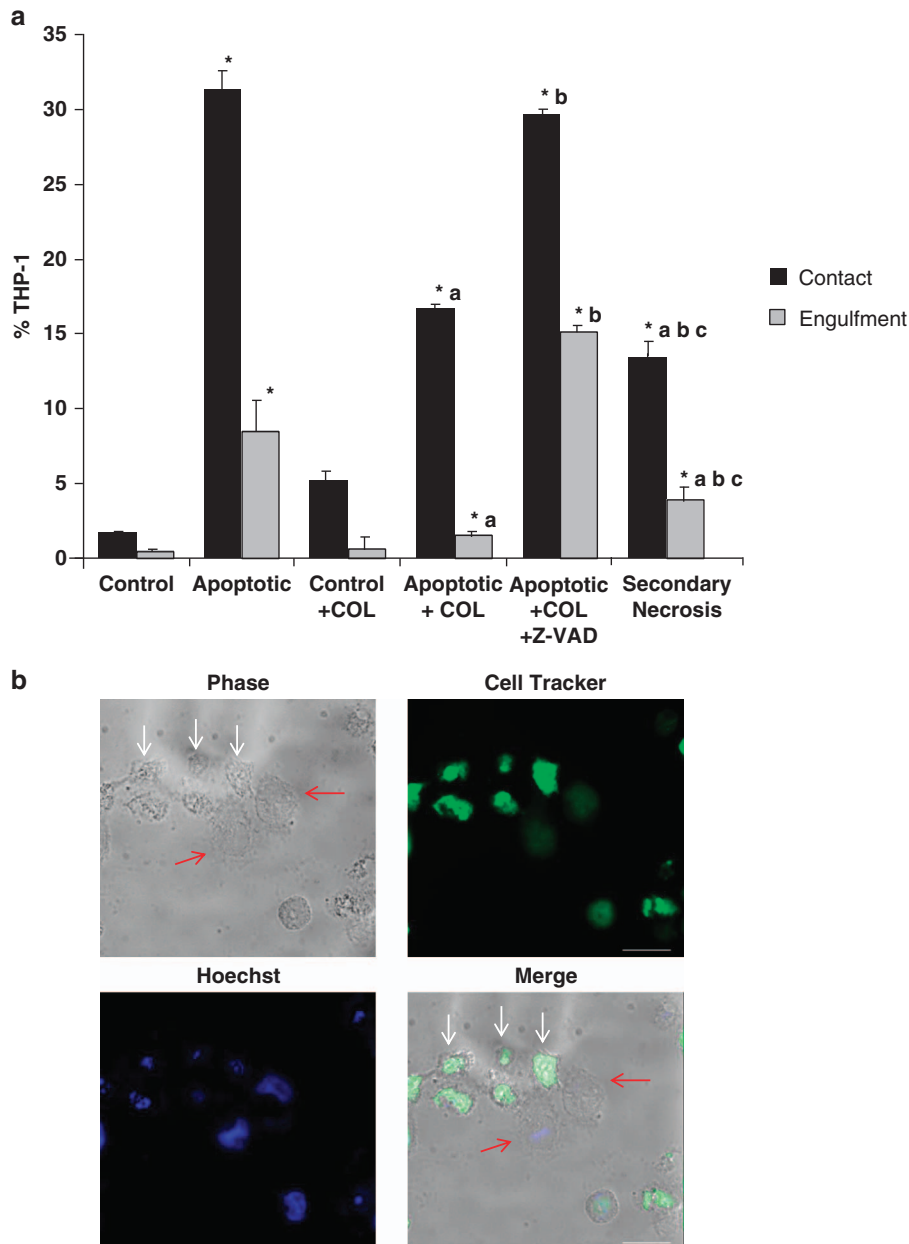 a
35
30
25
20
15
10
5
0
% THP-1
*
*
* a
* a
* b
* b
* a b c
* a b c
Contact
Engulfment
Control
Apoptotic
Control
+COL
Apoptotic
+ COL
Apoptotic
+COL
+Z-VAD
Secondary
Necrosis
b
Phase
Cell Tracker
Hoechst
Merge